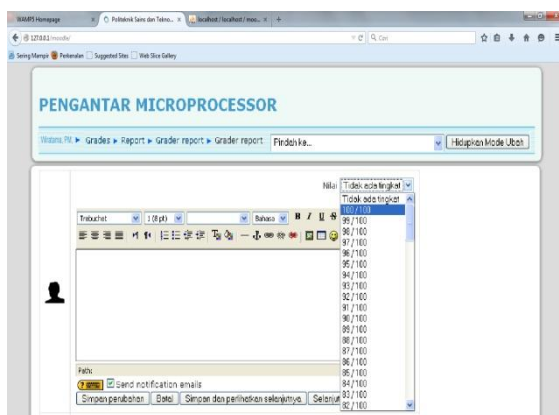 WAMP5 Homepage
Politeknik Sains dan Tekno...
localhost / localhost / moo...
127.0.0.1/moodle/
Cari
Sering Mampir
Perkenalan
Suggested Sites
Web Slice Gallery
PENGANTAR MICROPROCESSOR
Grades ► Report ► Grader report ► Grader report
Pindah ke...
Hidupkan Mode Ubah
Nilai Tidak ada tingkat
Tidak ada tingkat
100 / 100
99 / 100
98 / 100
97 / 100
96 / 100
95 / 100
94 / 100
93 / 100
92 / 100
91 / 100
90 / 100
89 / 100
88 / 100
87 / 100
86 / 100
85 / 100
84 / 100
83 / 100
82 / 100
Trebuchet
1 (8 pt)
Bahasa
B I U S
Path:
Send notification emails
Simpan perubahan
Batal
Simpan dan perlihatkan selanjutnya